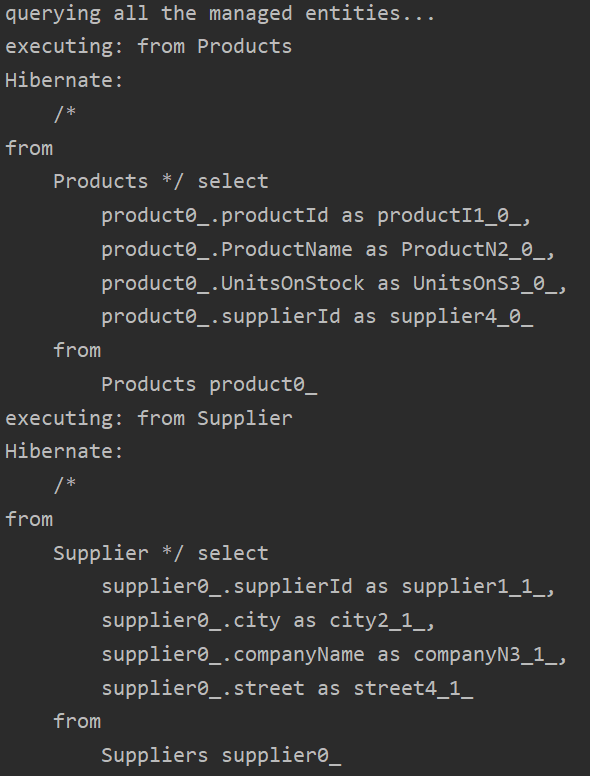 querying all the managed entities...
executing: from Products
Hibernate:
    /*
from
    Products */ select
        product0_.productId as productI1_0_,
        product0_.ProductName as ProductN2_0_,
        product0_.UnitsOnStock as UnitsOnS3_0_,
        product0_.supplierId as supplier4_0_
    from
        Products product0_
executing: from Supplier
Hibernate:
    /*
from
    Supplier */ select
        supplier0_.supplierId as supplier1_1_,
        supplier0_.city as city2_1_,
        supplier0_.companyName as companyN3_1_,
        supplier0_.street as street4_1_
    from
        Suppliers supplier0_